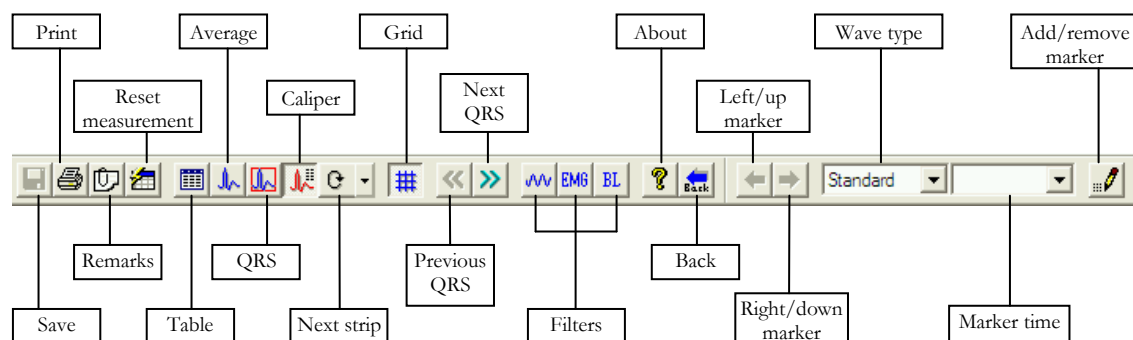 Print
Average
Grid
About
Wave type
Add/remove
marker
Reset
measurement
Caliper
Next
QRS
Left/up
marker
EMG
BL
Back
Standard
Remarks
QRS
Previous
QRS
Back
Save
Table
Next strip
Filters
Right/down
marker
Marker time